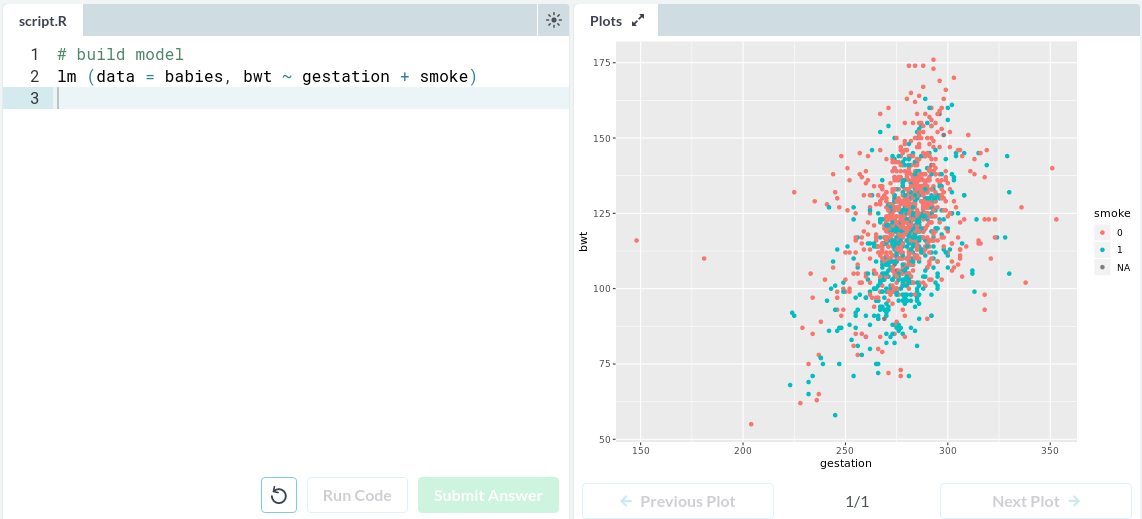 script.R
1 # build model
2 lm (data = babies, bwt ~ gestation + smoke)
3
Run Code
Submit Answer
Plots
175
150
125
100
75
50
bwt
150 200 250 300 350
gestation
smoke
0
1
NA
Previous Plot
1/1
Next Plot